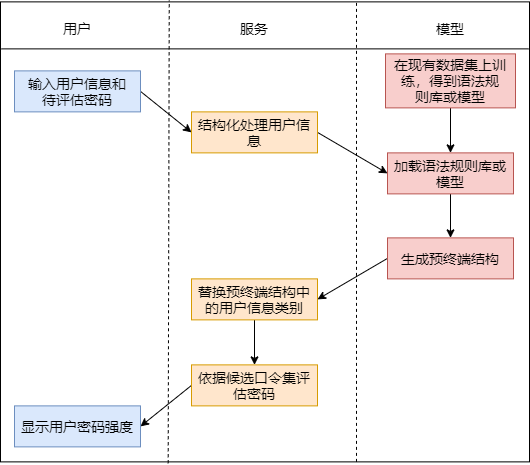 用户
服务
模型
输入用户信息和
待评估密码
在现有数据集上训
练，得到语法规
则库或模型
结构化处理用户信
息
加载语法规则库或
模型
生成预终端结构
替换预终端结构中
的用户信息类别
依据候选口令集评
估密码
显示用户密码强度